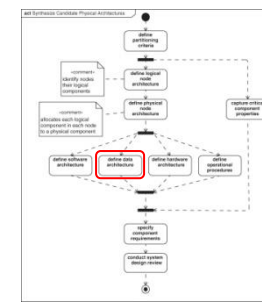 act Synthesize Candidate Physical Architectures
define
partitioning
criteria
«comment»
identify nodes
their logical
components
define logical
node
architecture
«comment»
allocates each logical
component in each node
to a physical component
define physical
node
architecture
capture critical
component
properties
define software
architecture
define data
architecture
define hardware
architecture
define
operational
procedures
specify
component
requirements
conduct system
design review